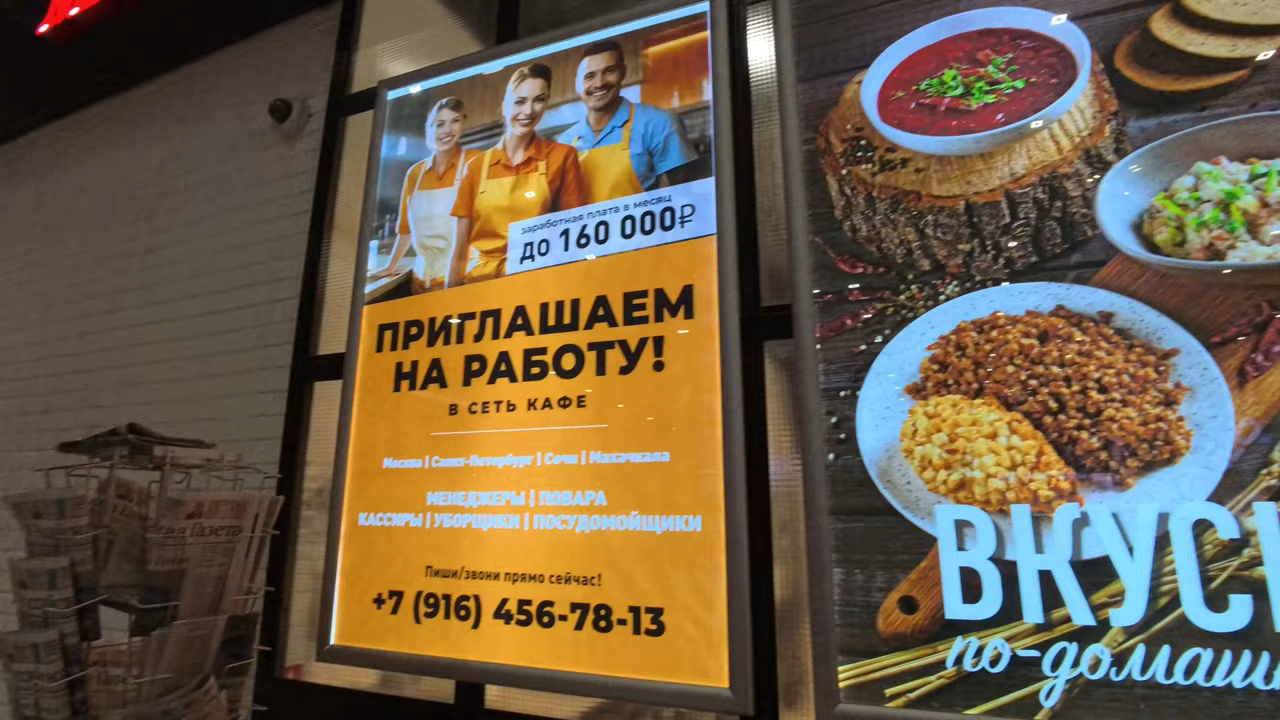 заработная плата в месяц
до 160 000₽
ПРИГЛАШАЕМ
НА РАБОТУ!
В СЕТЬ КАФЕ
Москва | Санкт-Петербург | Сочи | Махачкала
МЕНЕДЖЕРЫ | ПОВАРА
КАССИРЫ | УБОРЩИКИ | ПОСУДОМОЙЩИКИ
Пиши/звони прямо сейчас!
+7 (916) 456-78-13
Газета
ВКУС
по-домаш